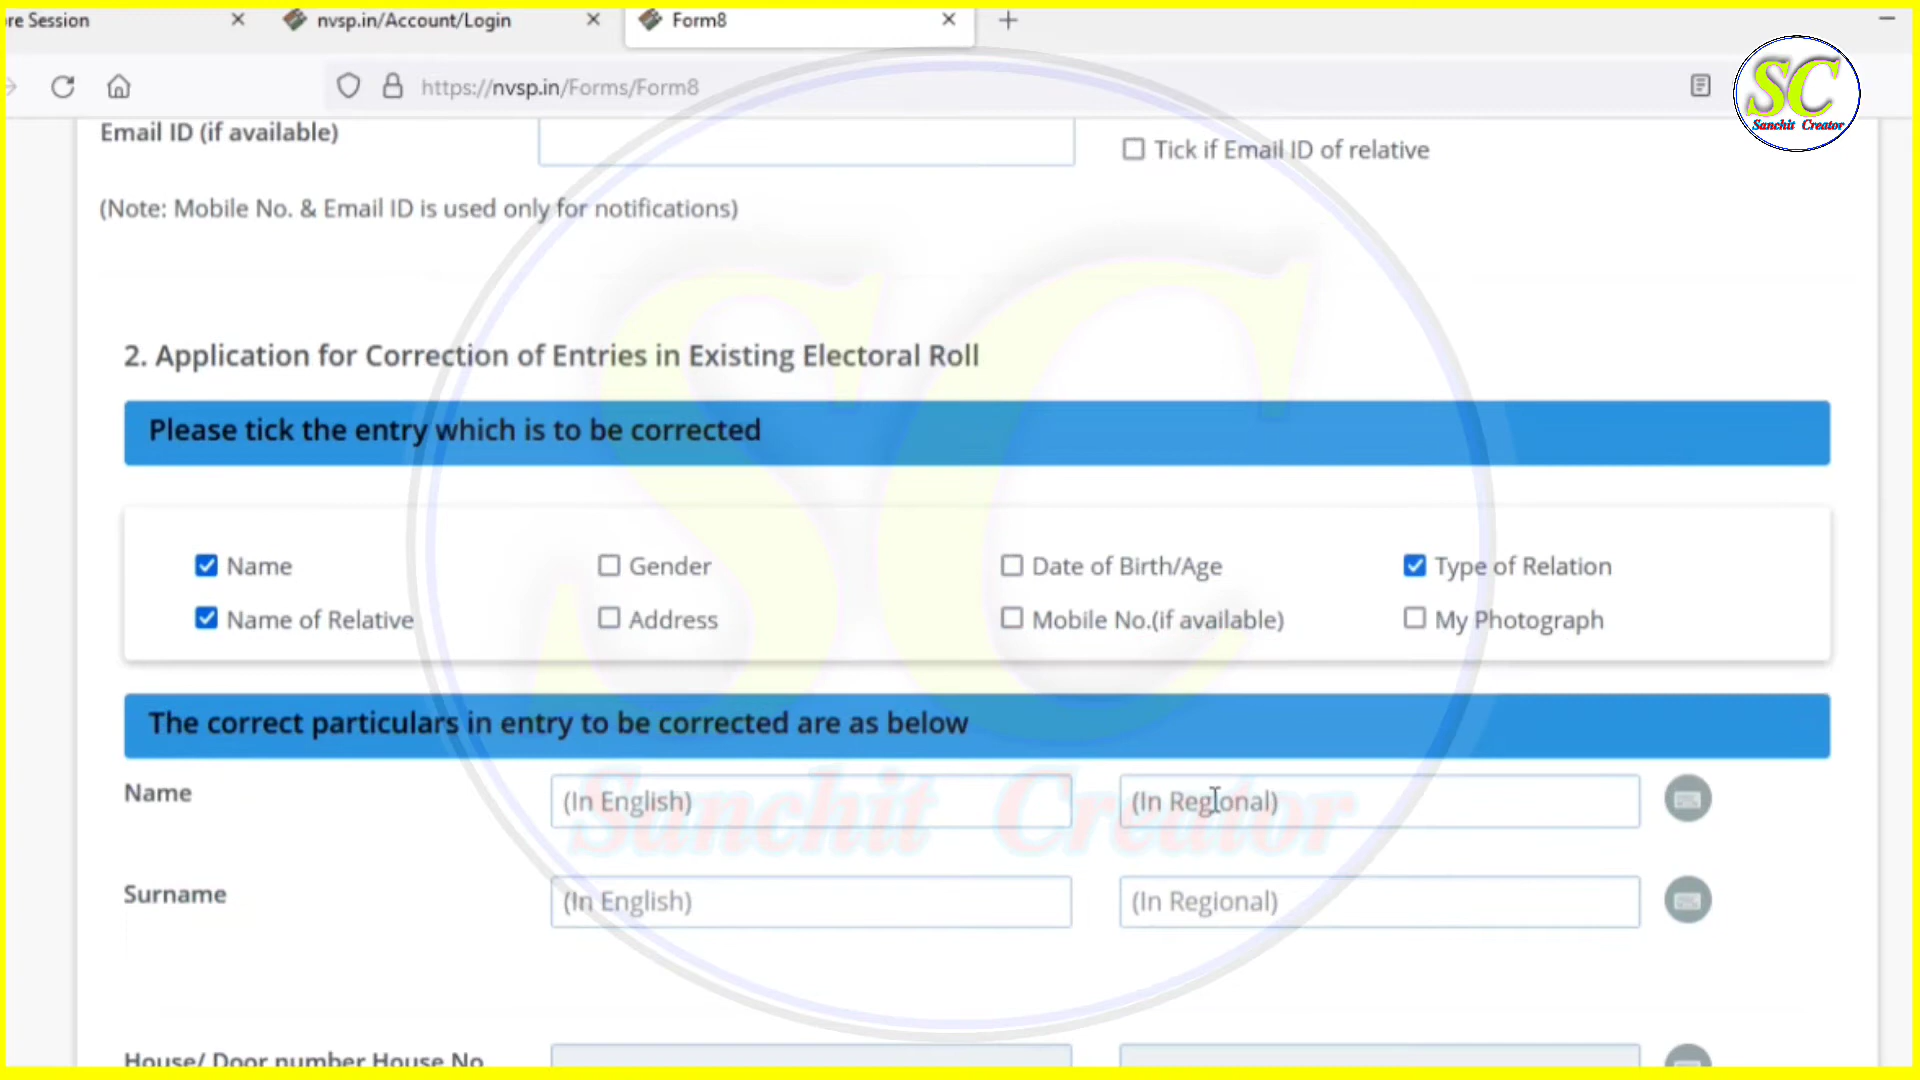 re Session
nvsp.in/Account/Login
Form8
https://nvsp.in/Forms/Form8
SC
Sanchit Creator
Email ID (if available)
Tick if Email ID of relative
(Note: Mobile No. & Email ID is used only for notifications)
2. Application for Correction of Entries in Existing Electoral Roll
Please tick the entry which is to be corrected
Name
Gender
Date of Birth/Age
Type of Relation
Name of Relative
Address
Mobile No.(if available)
My Photograph
The correct particulars in entry to be corrected are as below
Name
(In English)
(In Regional)
Surname
(In English)
(In Regional)
House/ Door number House No
SC
Sanchit Creator